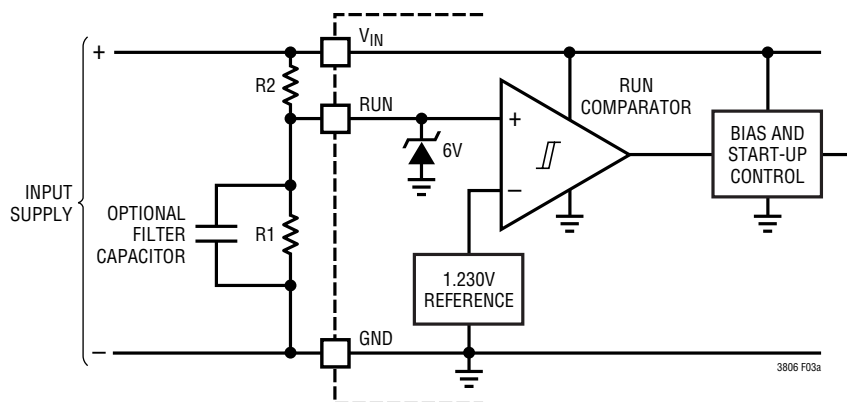 +
V_IN
R2
RUN
RUN
COMPARATOR
+
6V
BIAS AND
START-UP
CONTROL
INPUT
SUPPLY
OPTIONAL
FILTER
CAPACITOR
R1
−
1.230V
REFERENCE
GND
−
3806 F03a